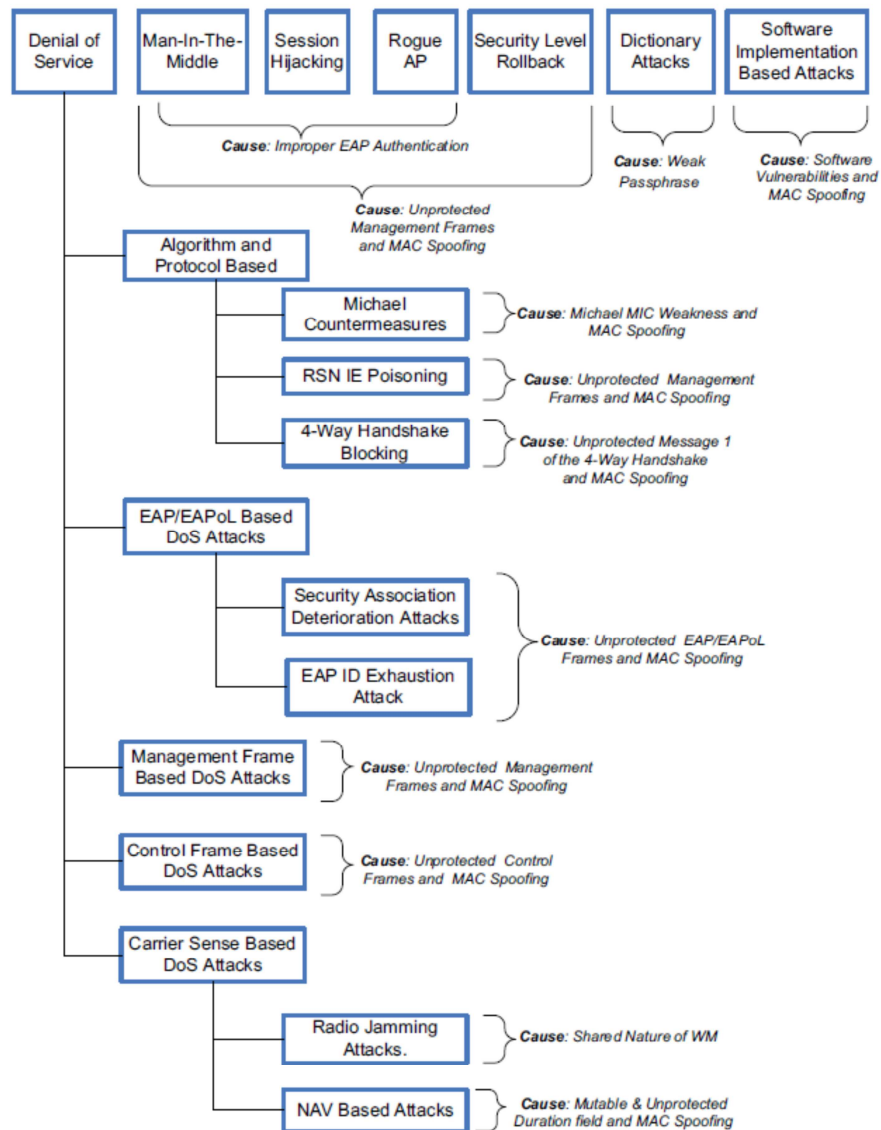 Denial of
Service
Man-In-The-
Middle
Session
Hijacking
Rogue
AP
Security Level
Rollback
Dictionary
Attacks
Software
Implementation
Based Attacks
Cause: Improper EAP Authentication
Cause: Weak
Passphrase
Cause: Software
Vulnerabilities and
MAC Spoofing
Cause: Unprotected
Management Frames
and MAC Spoofing
Algorithm and
Protocol Based
Michael
Countermeasures
Cause: Michael MIC Weakness and
MAC Spoofing
RSN IE Poisoning
Cause: Unprotected Management
Frames and MAC Spoofing
4-Way Handshake
Blocking
Cause: Unprotected Message 1
of the 4-Way Handshake
and MAC Spoofing
EAP/EAPoL Based
DoS Attacks
Security Association
Deterioration Attacks
Cause: Unprotected EAP/EAPoL
Frames and MAC Spoofing
EAP ID Exhaustion
Attack
Management Frame
Based DoS Attacks
Cause: Unprotected Management
Frames and MAC Spoofing
Control Frame Based
DoS Attacks
Cause: Unprotected Control
Frames and MAC Spoofing
Carrier Sense Based
DoS Attacks
Radio Jamming
Attacks.
Cause: Shared Nature of WM
NAV Based Attacks
Cause: Mutable & Unprotected
Duration field and MAC Spoofing